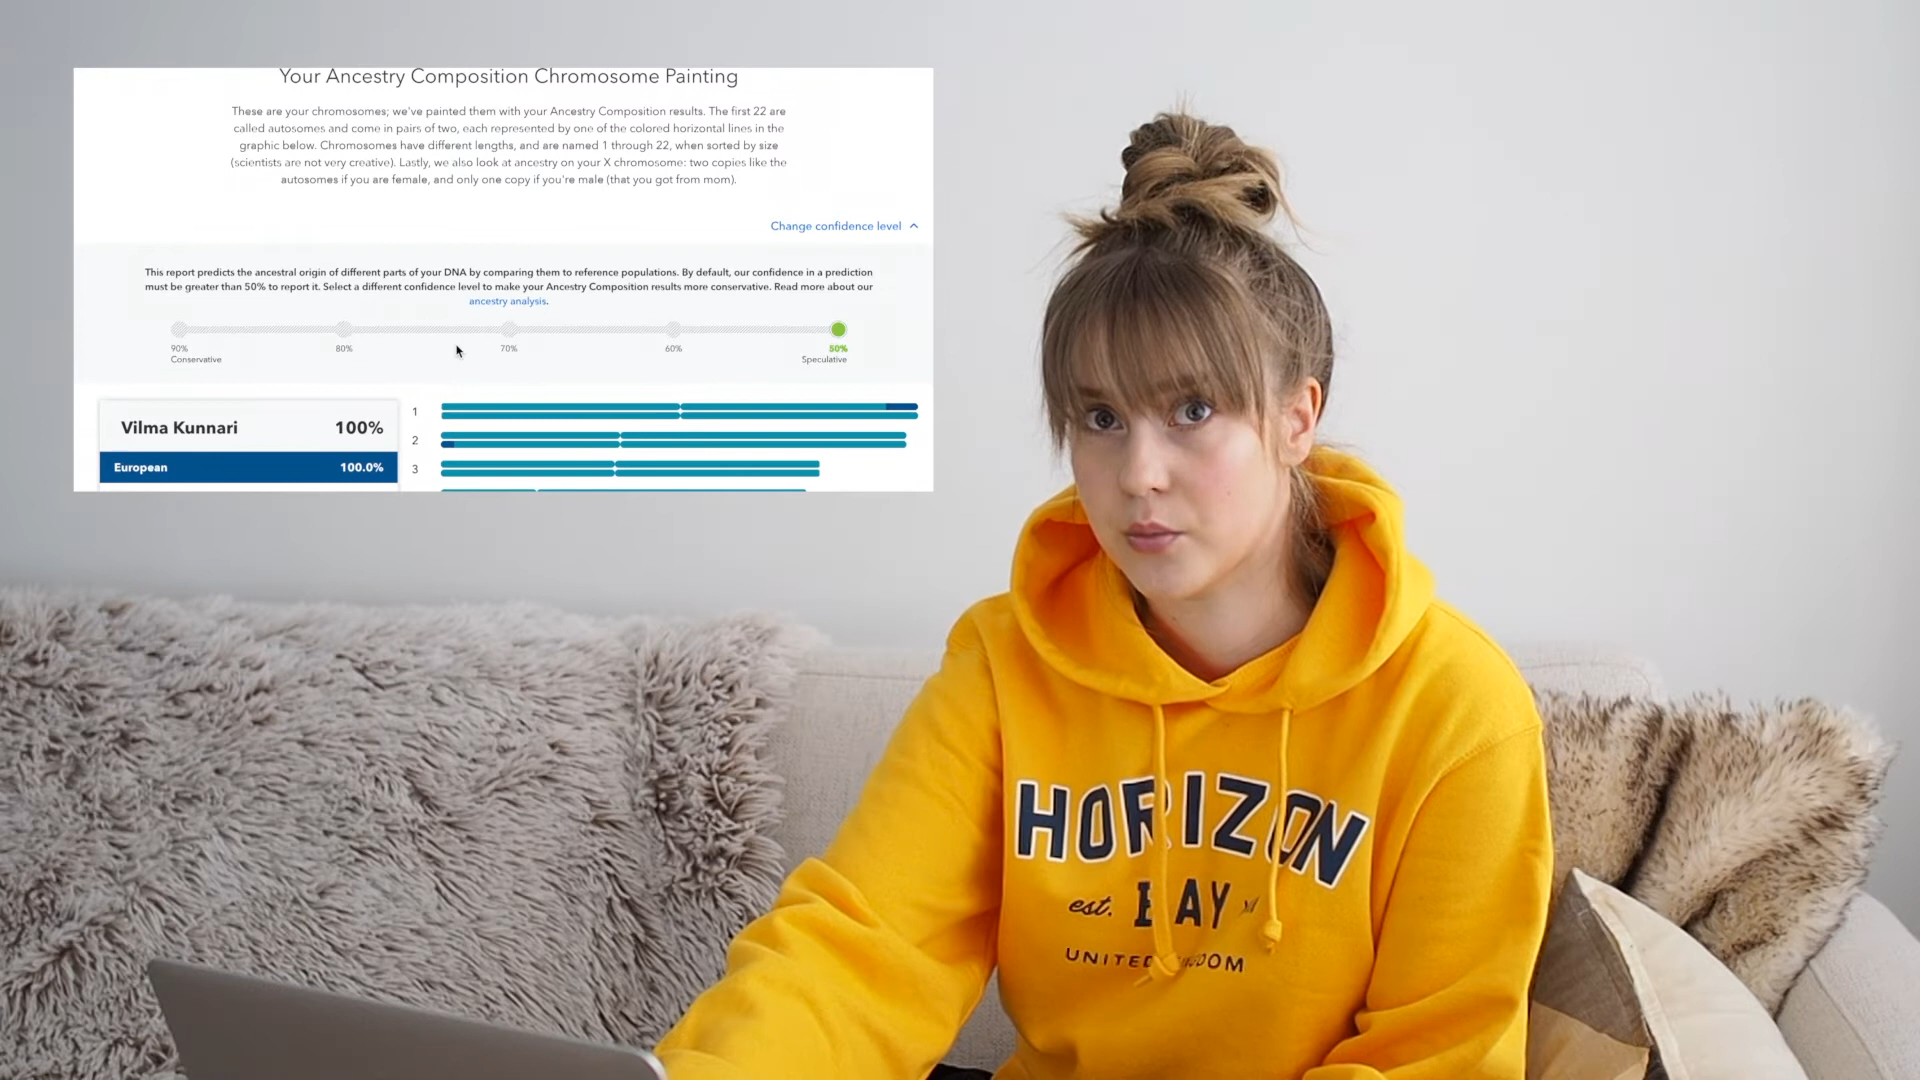 Your Ancestry Composition Chromosome Painting
These are your chromosomes; we've painted them with your Ancestry Composition results. The first 22 are
called autosomes and come in pairs of two, each represented by one of the colored horizontal lines in the
graphic below. Chromosomes have different lengths, and are named 1 through 22, when sorted by size
(scientists are not very creative). Lastly, we also look at ancestry on your X chromosome: two copies like the
autosomes if you are female, and only one copy if you're male (that you got from mom).
Change confidence level
This report predicts the ancestral origin of different parts of your DNA by comparing them to reference populations. By default, our confidence in a prediction
must be greater than 50% to report it. Select a different confidence level to make your Ancestry Composition results more conservative. Read more about our
ancestry analysis.
90% 80% 70% 60% 50%
Conservative Speculative
Vilma Kunnari 100%
European 100.0%
1
2
3
HORIZON
est. BAY
UNITED KINGDOM